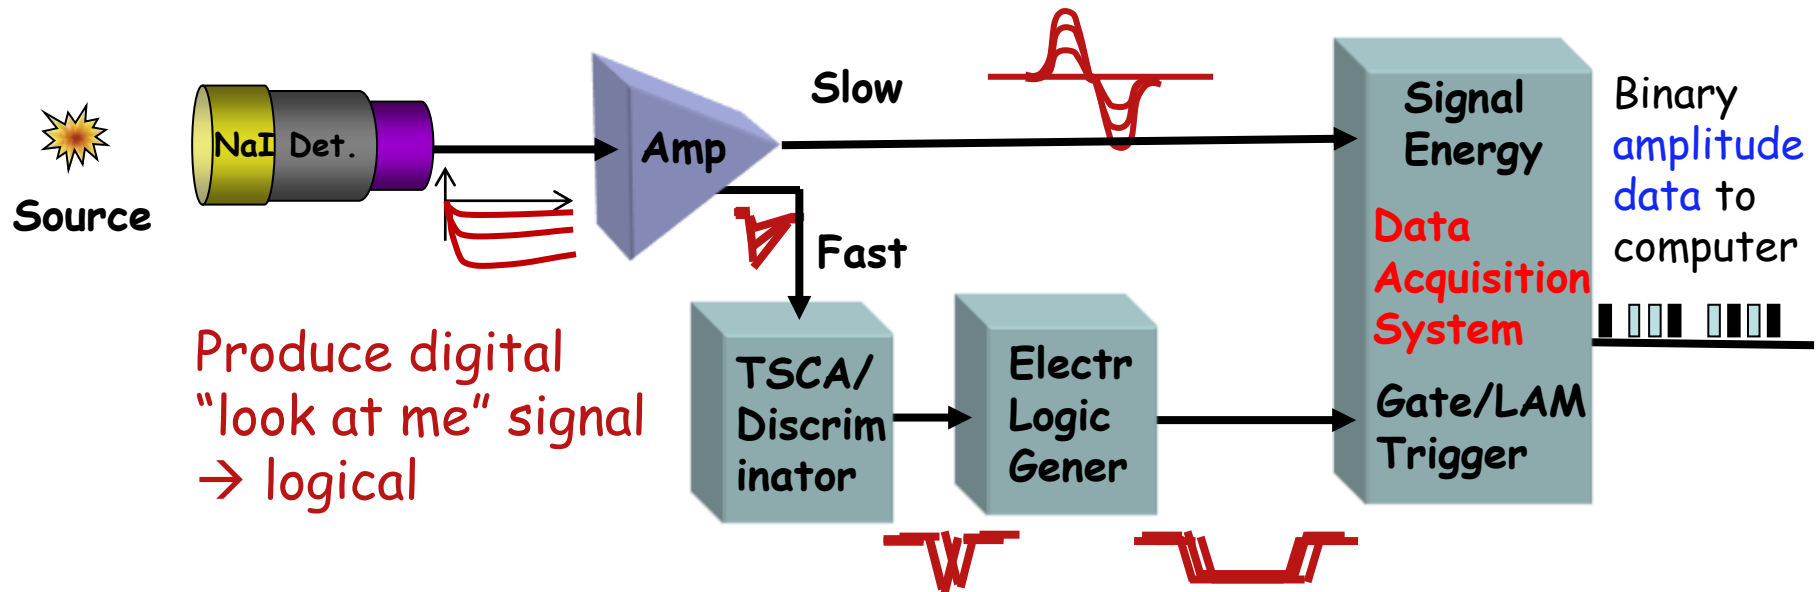 Source
NaI Det.
Amp
Slow
Fast
Produce digital
“look at me” signal
→ logical
TSCA/
Discrim
inator
Electr
Logic
Gener
Signal
Energy
Data
Acquisition
System
Gate/LAM
Trigger
Binary
amplitude
data to
computer